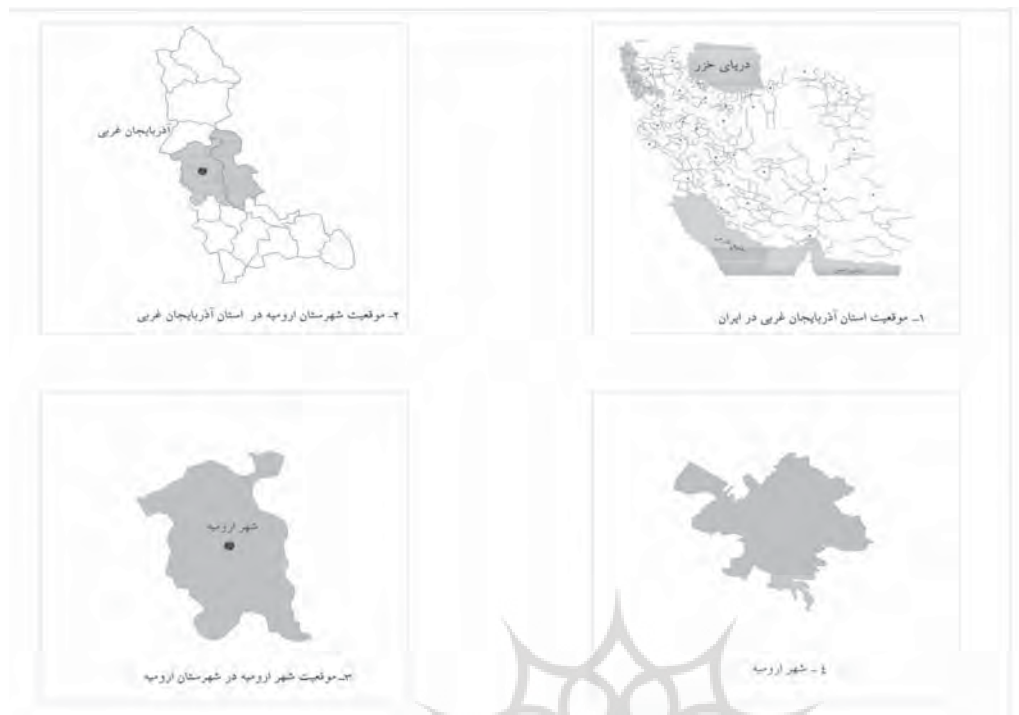 دریای خزر
۱ـ موقعیت استان آذربایجان غربی در ایران
آذربایجان غربی
۲ـ موقعیت شهرستان ارومیه در استان آذربایجان غربی
شهر ارومیه
۳ـ موقعیت شهر ارومیه در شهرستان ارومیه
٤ ـ شهر ارومیه